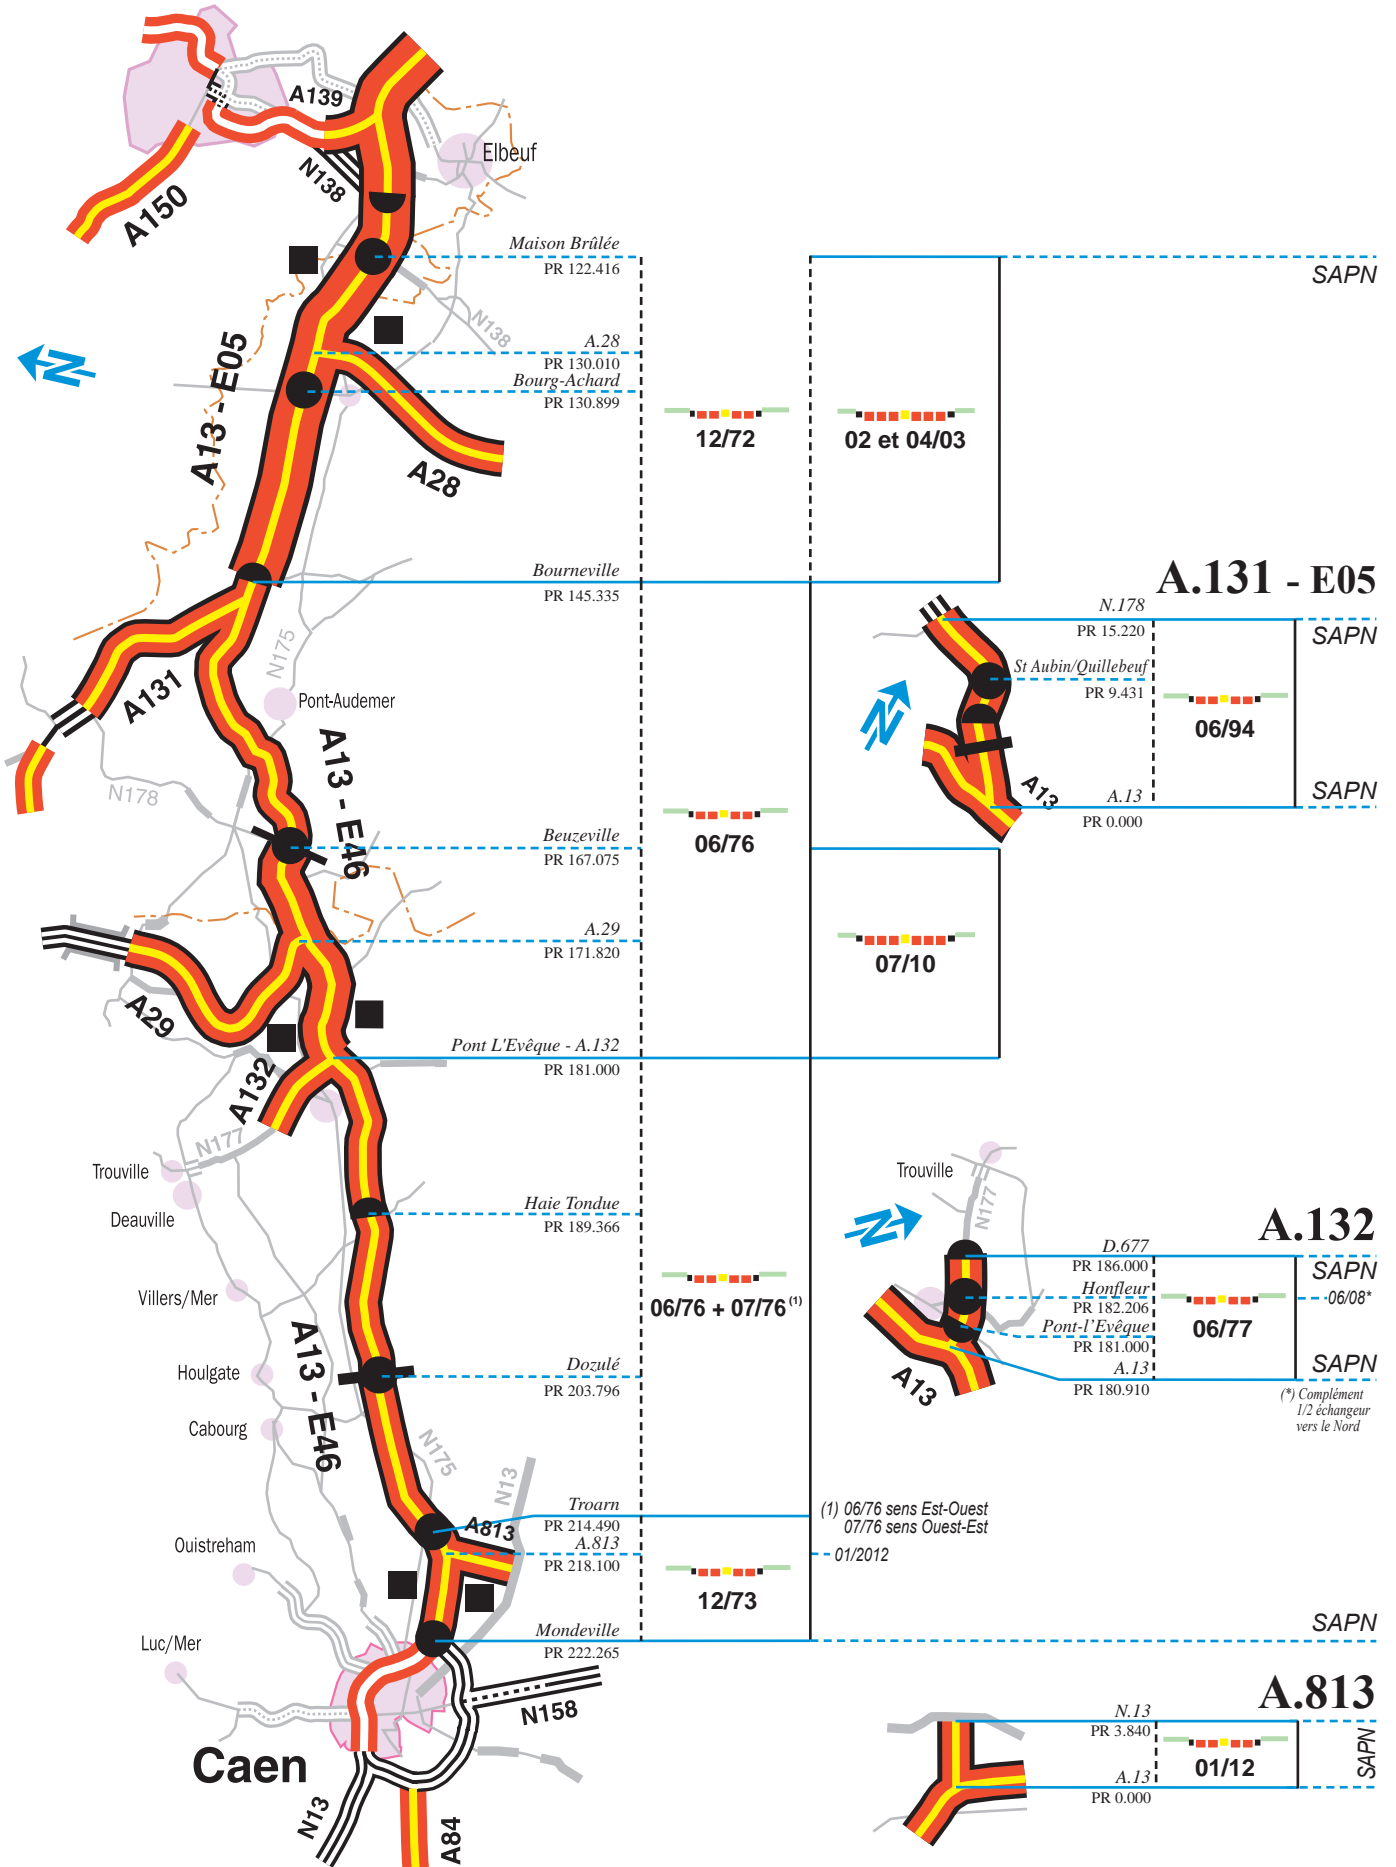 A139
Elbeuf
N138
A150
Maison Brûlée
PR 122.416
SAPN
N138
A.28
PR 130.010
Bourg-Achard
PR 130.899
N
A13 - E05
A28
12/72
02 et 04/03
Bourneville
PR 145.335
A.131 - E05
N.178
PR 15.220
SAPN
St Aubin/Quillebeuf
PR 9.431
06/94
N
A13
A.13
PR 0.000
SAPN
N175
A131
Pont-Audemer
A13 - E46
N178
06/76
Beuzeville
PR 167.075
A.29
PR 171.820
07/10
A29
Pont L'Evêque - A.132
PR 181.000
A132
N177
Trouville
Deauville
Trouville
N177
N
A.132
D.677
PR 186.000
SAPN
Honfleur
PR 182.206
06/08*
Pont-l'Evêque
PR 181.000
06/77
A.13
PR 180.910
SAPN
A13
(*) Complément
1/2 échangeur
vers le Nord
Haie Tondue
PR 189.366
Villers/Mer
06/76 + 07/76 (1)
A13 - E46
Houlgate
Dozulé
PR 203.796
Cabourg
N175
N13
Troarn
PR 214.490
(1) 06/76 sens Est-Ouest
07/76 sens Ouest-Est
A813
A.813
PR 218.100
01/2012
Ouistreham
12/73
Mondeville
PR 222.265
SAPN
Luc/Mer
N158
Caen
N13
A84
A.813
N.13
PR 3.840
SAPN
01/12
A.13
PR 0.000